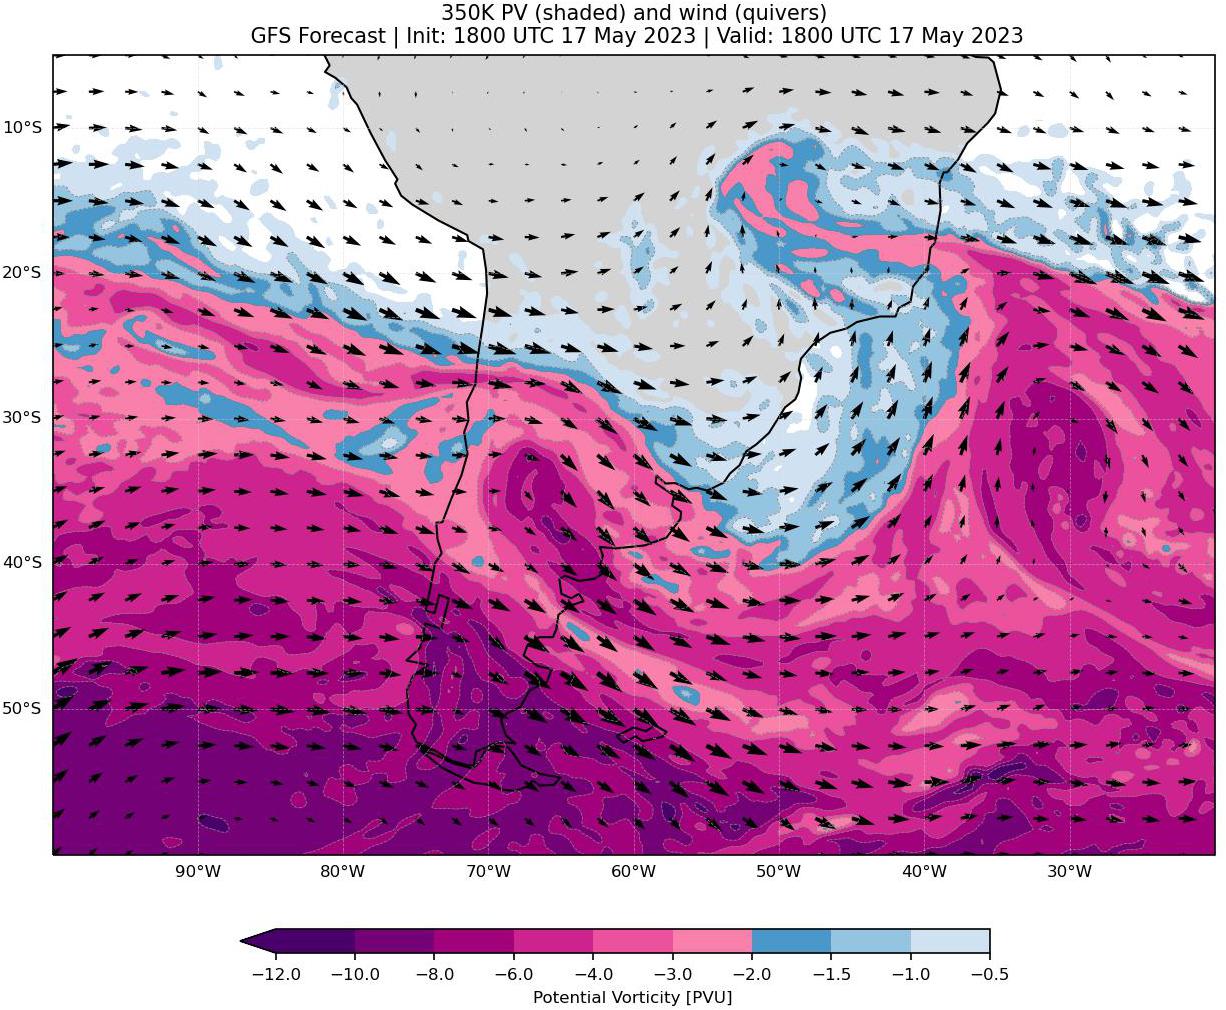 350K PV (shaded) and wind (quivers)
GFS Forecast | Init: 1800 UTC 17 May 2023 | Valid: 1800 UTC 17 May 2023
10°S
20°S
30°S
40°S
50°S
90°W 80°W 70°W 60°W 50°W 40°W 30°W
−12.0 −10.0 −8.0 −6.0 −4.0 −3.0 −2.0 −1.5 −1.0 −0.5
Potential Vorticity [PVU]